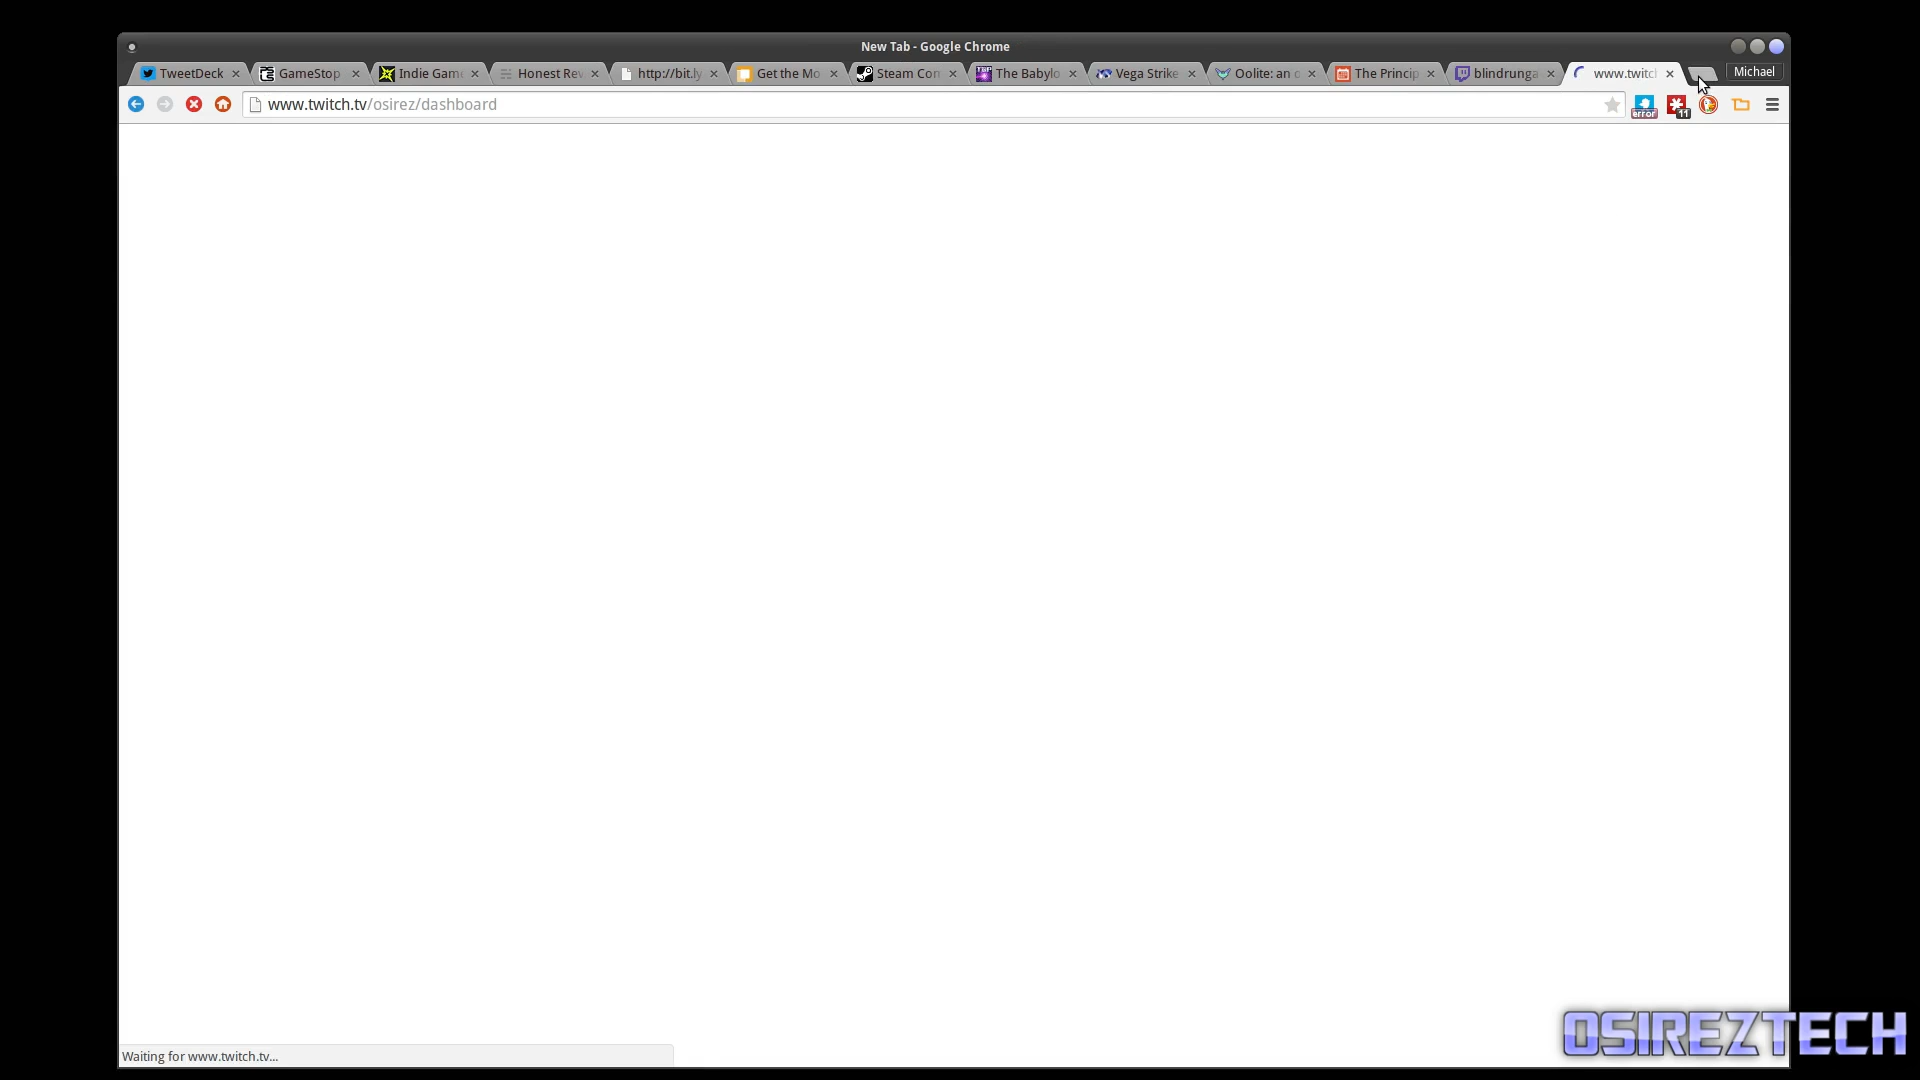 New Tab - Google Chrome
TweetDeck GameStop Indie Gam Honest Rev http://bit.ly Get the Mo Steam Con The Babylo Vega Strike Oolite: an o The Princip blindrunga www.twitcl Michael
www.twitch.tv/osirez/dashboard error 11
Waiting for www.twitch.tv...
OSIREZTECH